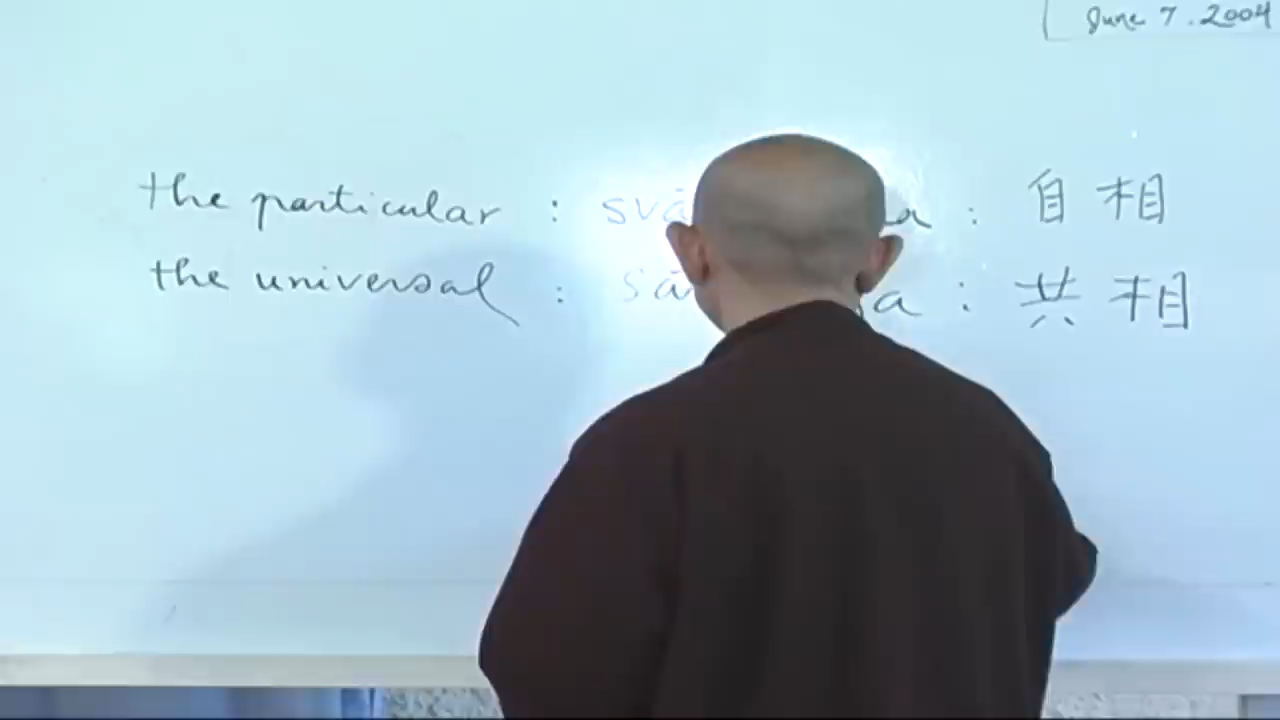 June 7. 2004
the particular : : 自相
the universal : : 共相